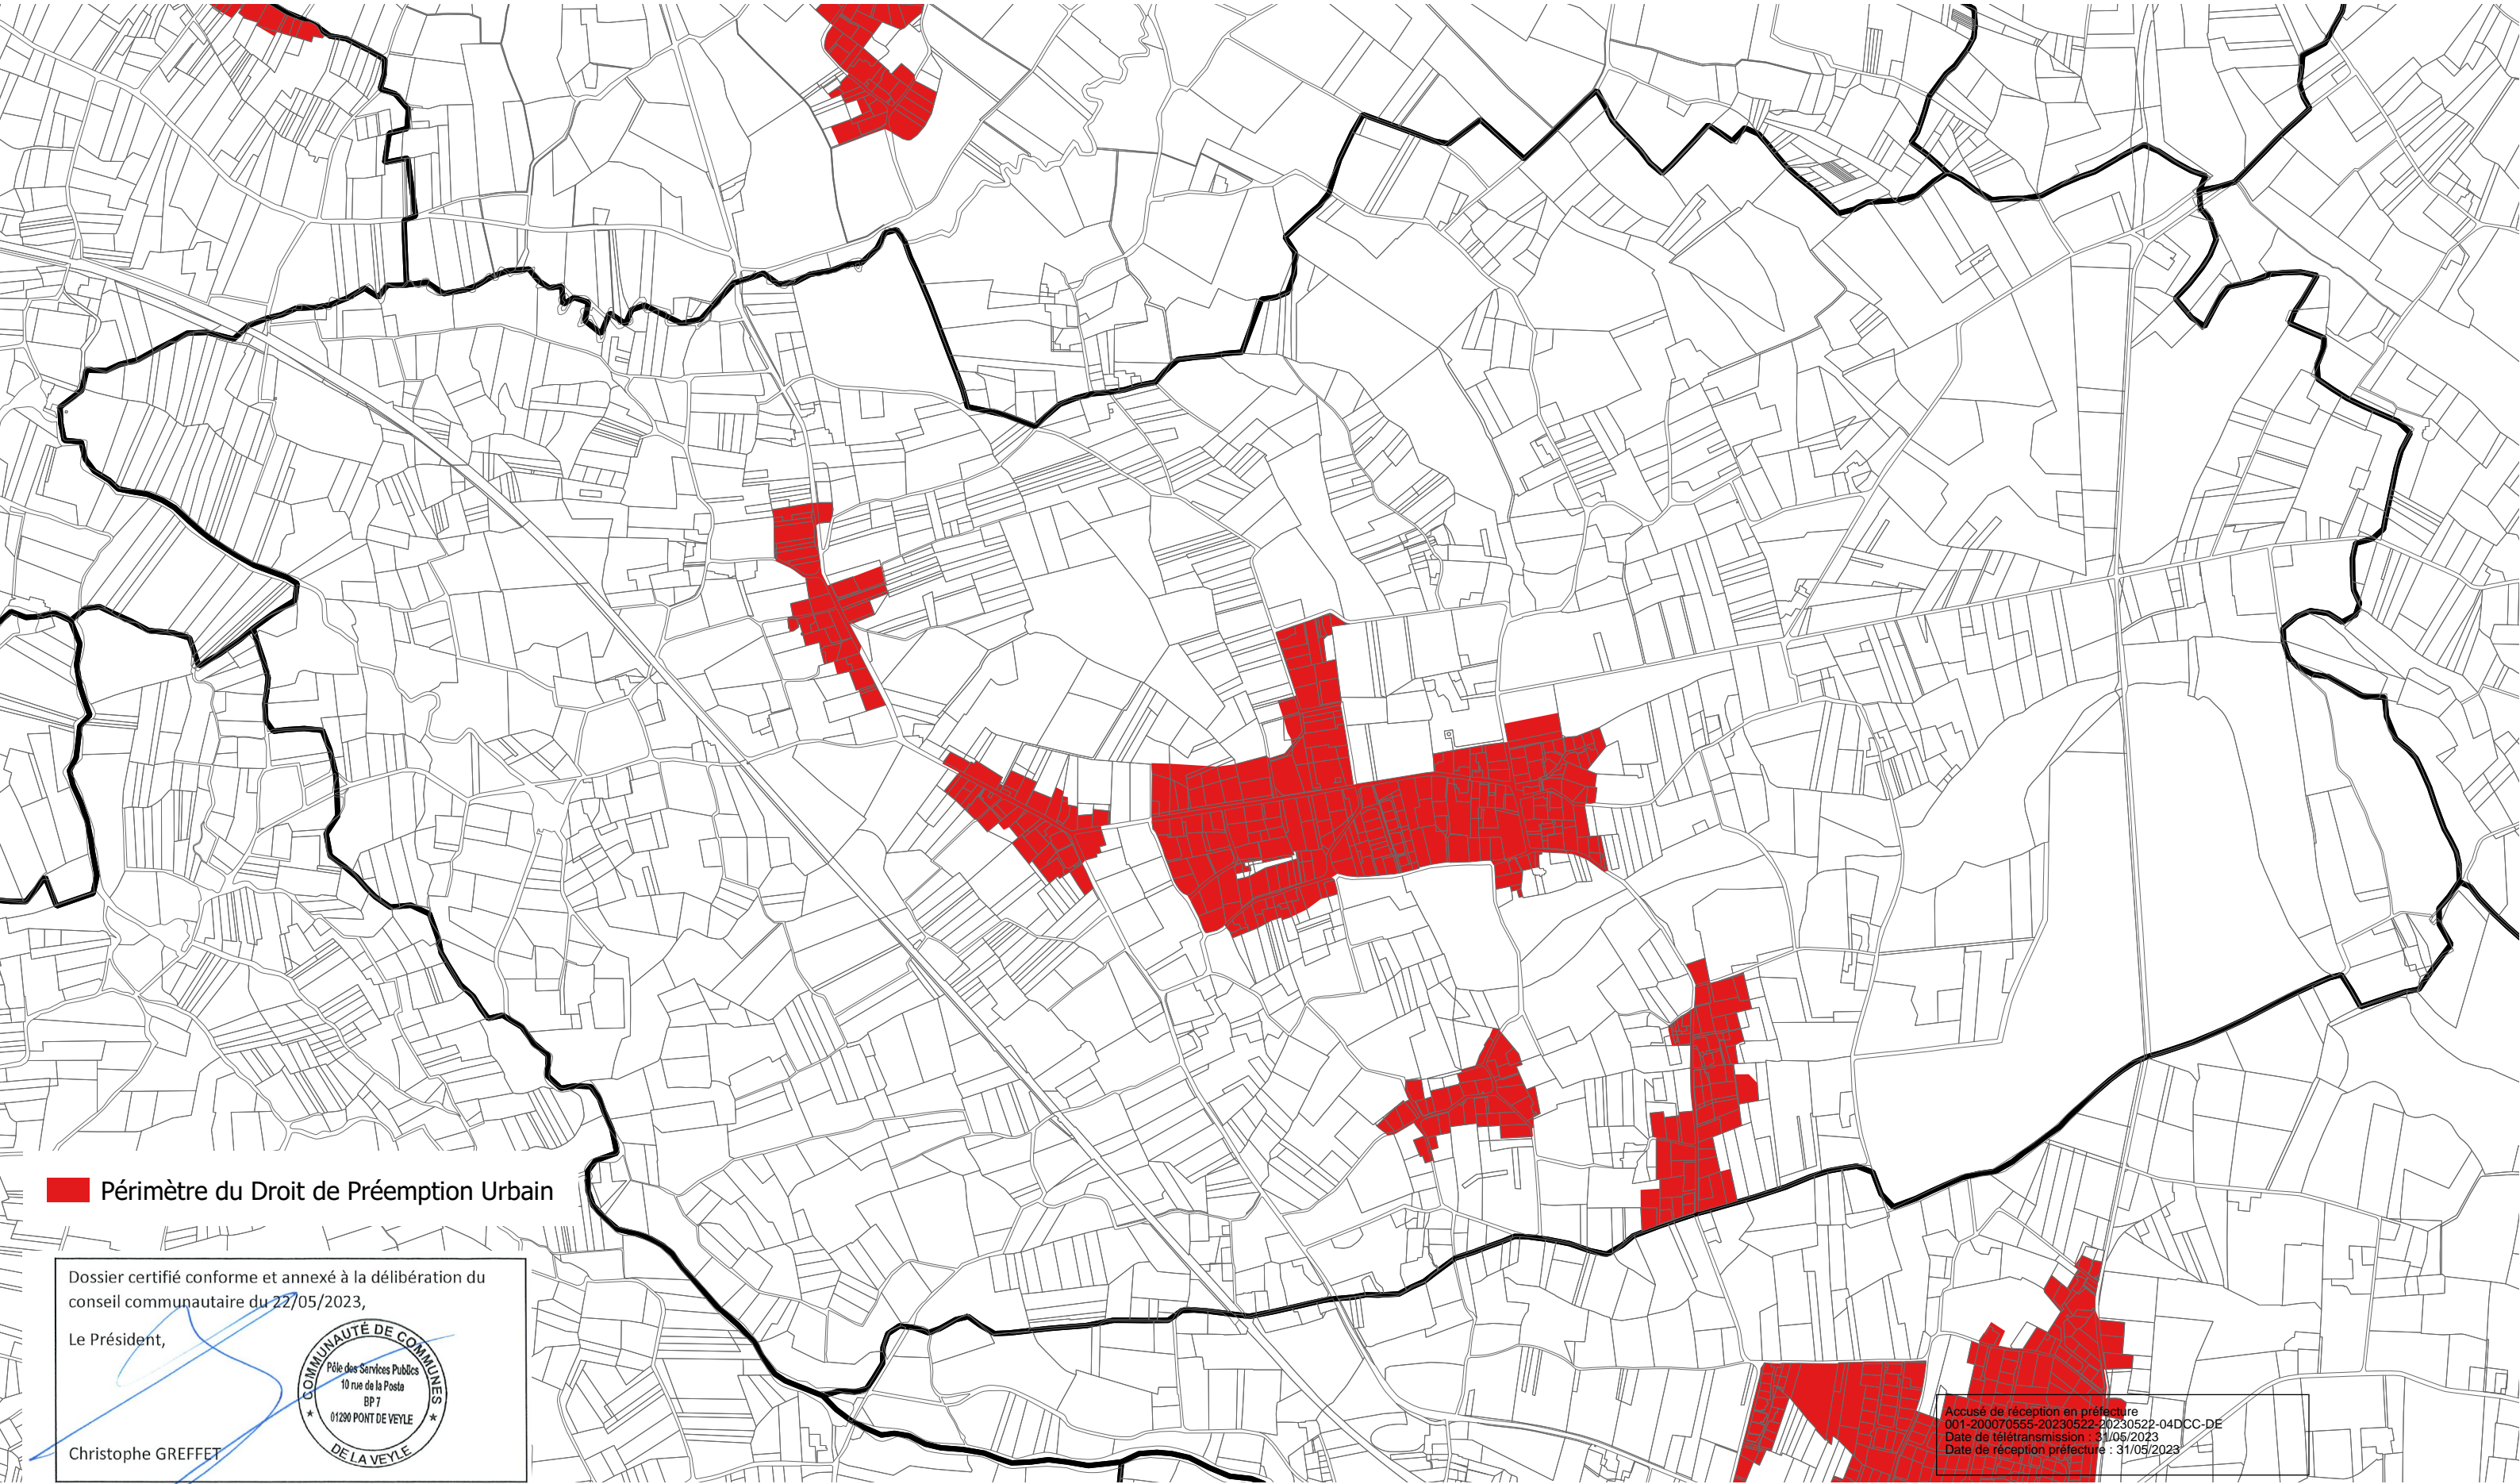 Périmètre du Droit de Préemption Urbain
Dossier certifié conforme et annexé à la délibération du
conseil communautaire du 22/05/2023,
Le Président,
COMMUNAUTÉ DE COMMUNES
Pôle des Services Publics
10 rue de la Poste
BP 7
01290 PONT DE VEYLE
DE LA VEYLE
Christophe GREFFET
Accusé de réception en préfecture
001-200070555-20230522-20230522-04DCC-DE
Date de télétransmission : 31/05/2023
Date de réception préfecture : 31/05/2023